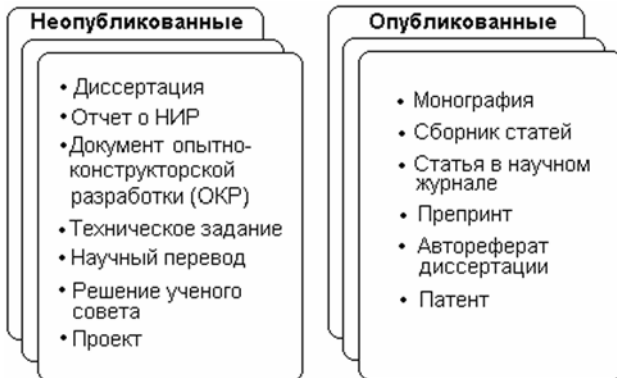 Неопубликованные
• Диссертация
• Отчет о НИР
• Документ опытно-
конструкторской
разработки (ОКР)
• Техническое задание
• Научный перевод
• Решение ученого
совета
• Проект
Опубликованные
• Монография
• Сборник статей
• Статья в научном
журнале
• Препринт
• Автореферат
диссертации
• Патент